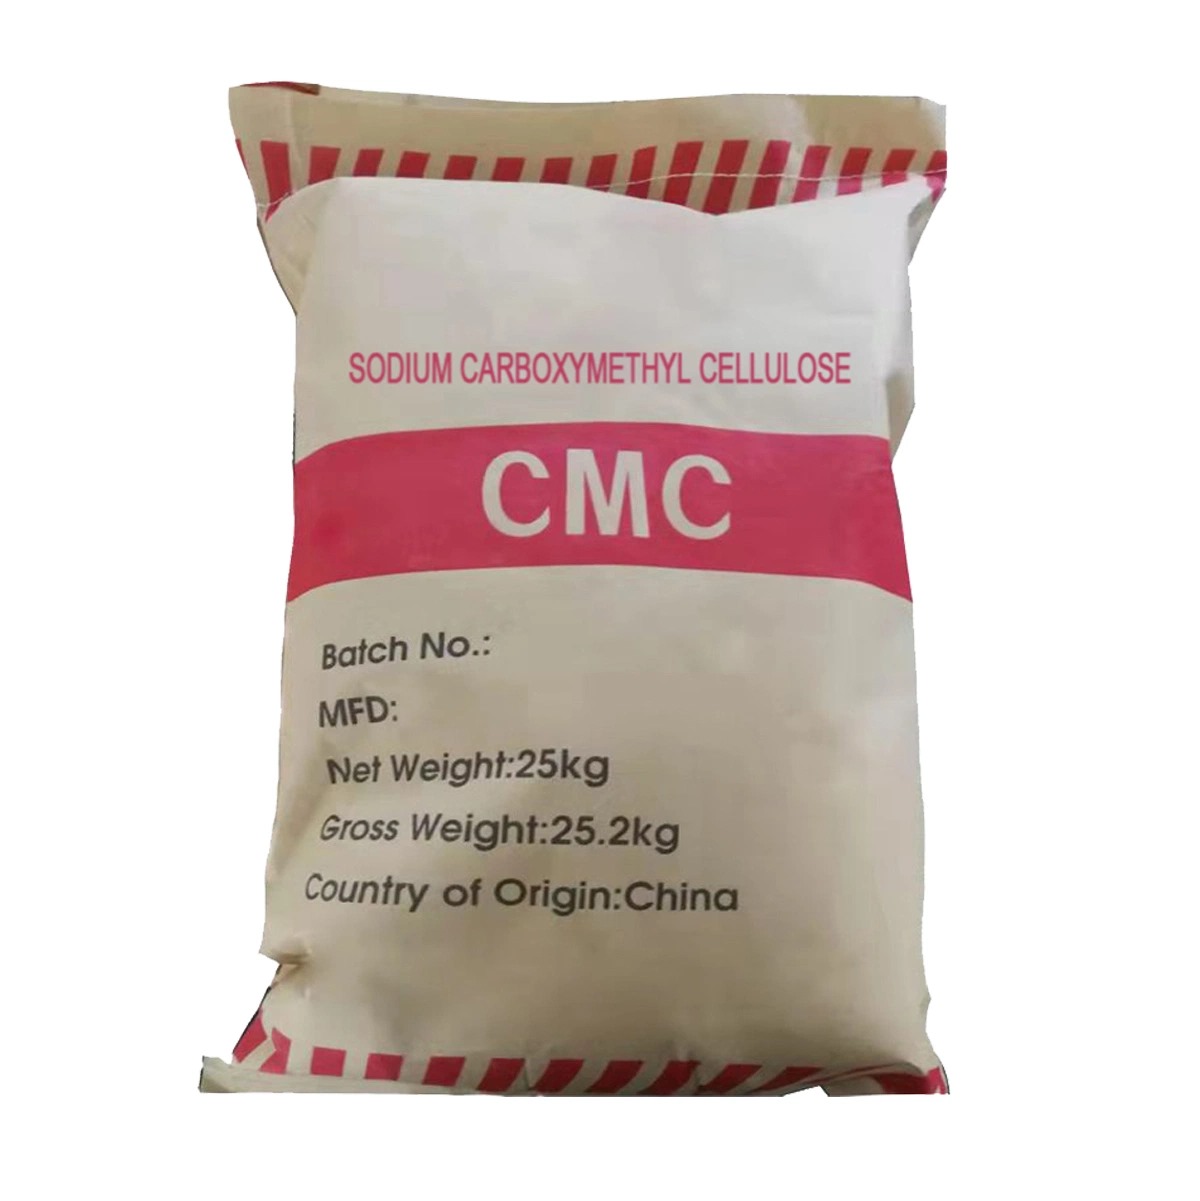 SODIUM CARBOXYMETHYL CELLULOSE
CMC
Batch No.:
MFD:
Net Weight:25kg
Gross Weight:25.2kg
Country of Origin:China